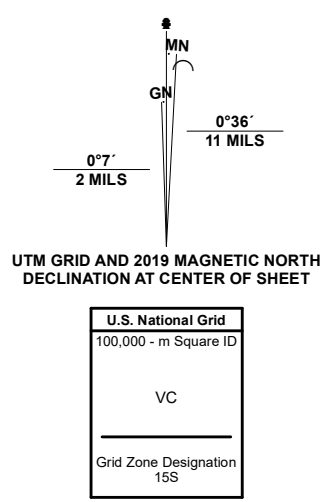 MN
GN
0°36´
11 MILS
0°7´
2 MILS
UTM GRID AND 2019 MAGNETIC NORTH
DECLINATION AT CENTER OF SHEET
U.S. National Grid
100,000 - m Square ID
VC
Grid Zone Designation
15S